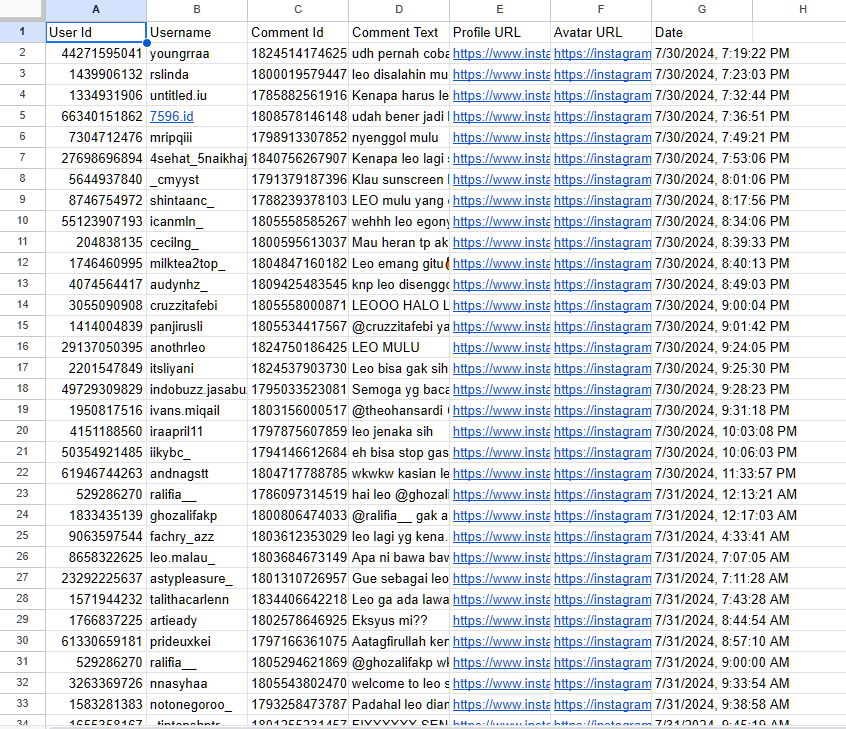 A B C D E F G H
1 User Id Username Comment Id Comment Text Profile URL Avatar URL Date
2 44271595041 youngrraa 1824514174625 udh pernah coba https://www.insta https://instagram 7/30/2024, 7:19:22 PM
3 1439906132 rslinda 1800019579447 leo disalahin mu https://www.insta https://instagram 7/30/2024, 7:23:03 PM
4 1334931906 untitled.iu 1785882561916 Kenapa harus le https://www.insta https://instagram 7/30/2024, 7:32:44 PM
5 66340151862 7596.id 1808578146148 udah bener jadi https://www.insta https://instagram 7/30/2024, 7:36:51 PM
6 7304712476 mripqiii 1798913307852 nyenggol mulu https://www.insta https://instagram 7/30/2024, 7:49:21 PM
7 27698696894 4sehat_5naikhaj 1840756267907 Kenapa leo lagi https://www.insta https://instagram 7/30/2024, 7:53:06 PM
8 5644937840 _cmyyst 1791379187396 Klau sunscreen https://www.insta https://instagram 7/30/2024, 8:01:06 PM
9 8746754972 shintaanc_ 1788239378103 LEO mulu yang https://www.insta https://instagram 7/30/2024, 8:17:56 PM
10 55123907193 icanmln_ 1805558585267 wehhh leo egony https://www.insta https://instagram 7/30/2024, 8:34:06 PM
11 204838135 cecilng_ 1800595613037 Mau heran tp ak https://www.insta https://instagram 7/30/2024, 8:39:33 PM
12 1746460995 milktea2top_ 1804847160182 Leo emang gitu https://www.insta https://instagram 7/30/2024, 8:40:13 PM
13 4074564417 audynhz_ 1809425483545 knp leo disenggo https://www.insta https://instagram 7/30/2024, 8:49:03 PM
14 3055090908 cruzzitafebi 1805558000871 LEOOO HALO L https://www.insta https://instagram 7/30/2024, 9:00:04 PM
15 1414004839 panjirusli 1805534417567 @cruzzitafebi ya https://www.insta https://instagram 7/30/2024, 9:01:42 PM
16 29137050395 anothrleo 1824750186425 LEO MULU https://www.insta https://instagram 7/30/2024, 9:24:05 PM
17 2201547849 itsliyani 1824537903730 Leo bisa gak sih https://www.insta https://instagram 7/30/2024, 9:25:30 PM
18 49729309829 indobuzz.jasabu 1795033523081 Semoga yg baca https://www.insta https://instagram 7/30/2024, 9:28:23 PM
19 1950817516 ivans.miqail 1803156000517 @theohansardi https://www.insta https://instagram 7/30/2024, 9:31:18 PM
20 4151188560 iraapril11 1797875607859 leo jenaka sih https://www.insta https://instagram 7/30/2024, 10:03:08 PM
21 50354921485 iikybc_ 1794146612684 eh bisa stop gas https://www.insta https://instagram 7/30/2024, 10:06:03 PM
22 61946744263 andnagstt 1804717788785 wkwkw kasian le https://www.insta https://instagram 7/30/2024, 11:33:57 PM
23 529286270 ralifia__ 1786097314519 hai leo @ghozali https://www.insta https://instagram 7/31/2024, 12:13:21 AM
24 1833435139 ghozalifakp 1800806474033 @ralifia__ gak a https://www.insta https://instagram 7/31/2024, 12:17:03 AM
25 9063597544 fachry_azz 1803612353029 leo lagi yg kena. https://www.insta https://instagram 7/31/2024, 4:33:41 AM
26 8658322625 leo.malau_ 1803684673149 Apa ni bawa baw https://www.insta https://instagram 7/31/2024, 7:07:05 AM
27 23292225637 astypleasure_ 1801310726957 Gue sebagai leo https://www.insta https://instagram 7/31/2024, 7:11:28 AM
28 1571944232 talithacarlenn 1834406642218 Leo ga ada lawa https://www.insta https://instagram 7/31/2024, 7:43:28 AM
29 1766837225 artieady 1802578646925 Eksyus mi?? https://www.insta https://instagram 7/31/2024, 8:44:54 AM
30 61330659181 prideuxkei 1797166361075 Aatagfirullah ker https://www.insta https://instagram 7/31/2024, 8:57:10 AM
31 529286270 ralifia__ 1805294621869 @ghozalifakp wk https://www.insta https://instagram 7/31/2024, 9:00:00 AM
32 3263369726 nnasyhaa 1805543802470 welcome to leo s https://www.insta https://instagram 7/31/2024, 9:33:54 AM
33 1583281383 notonegoroo_ 1793258473787 Padahal leo dian https://www.insta https://instagram 7/31/2024, 9:38:58 AM